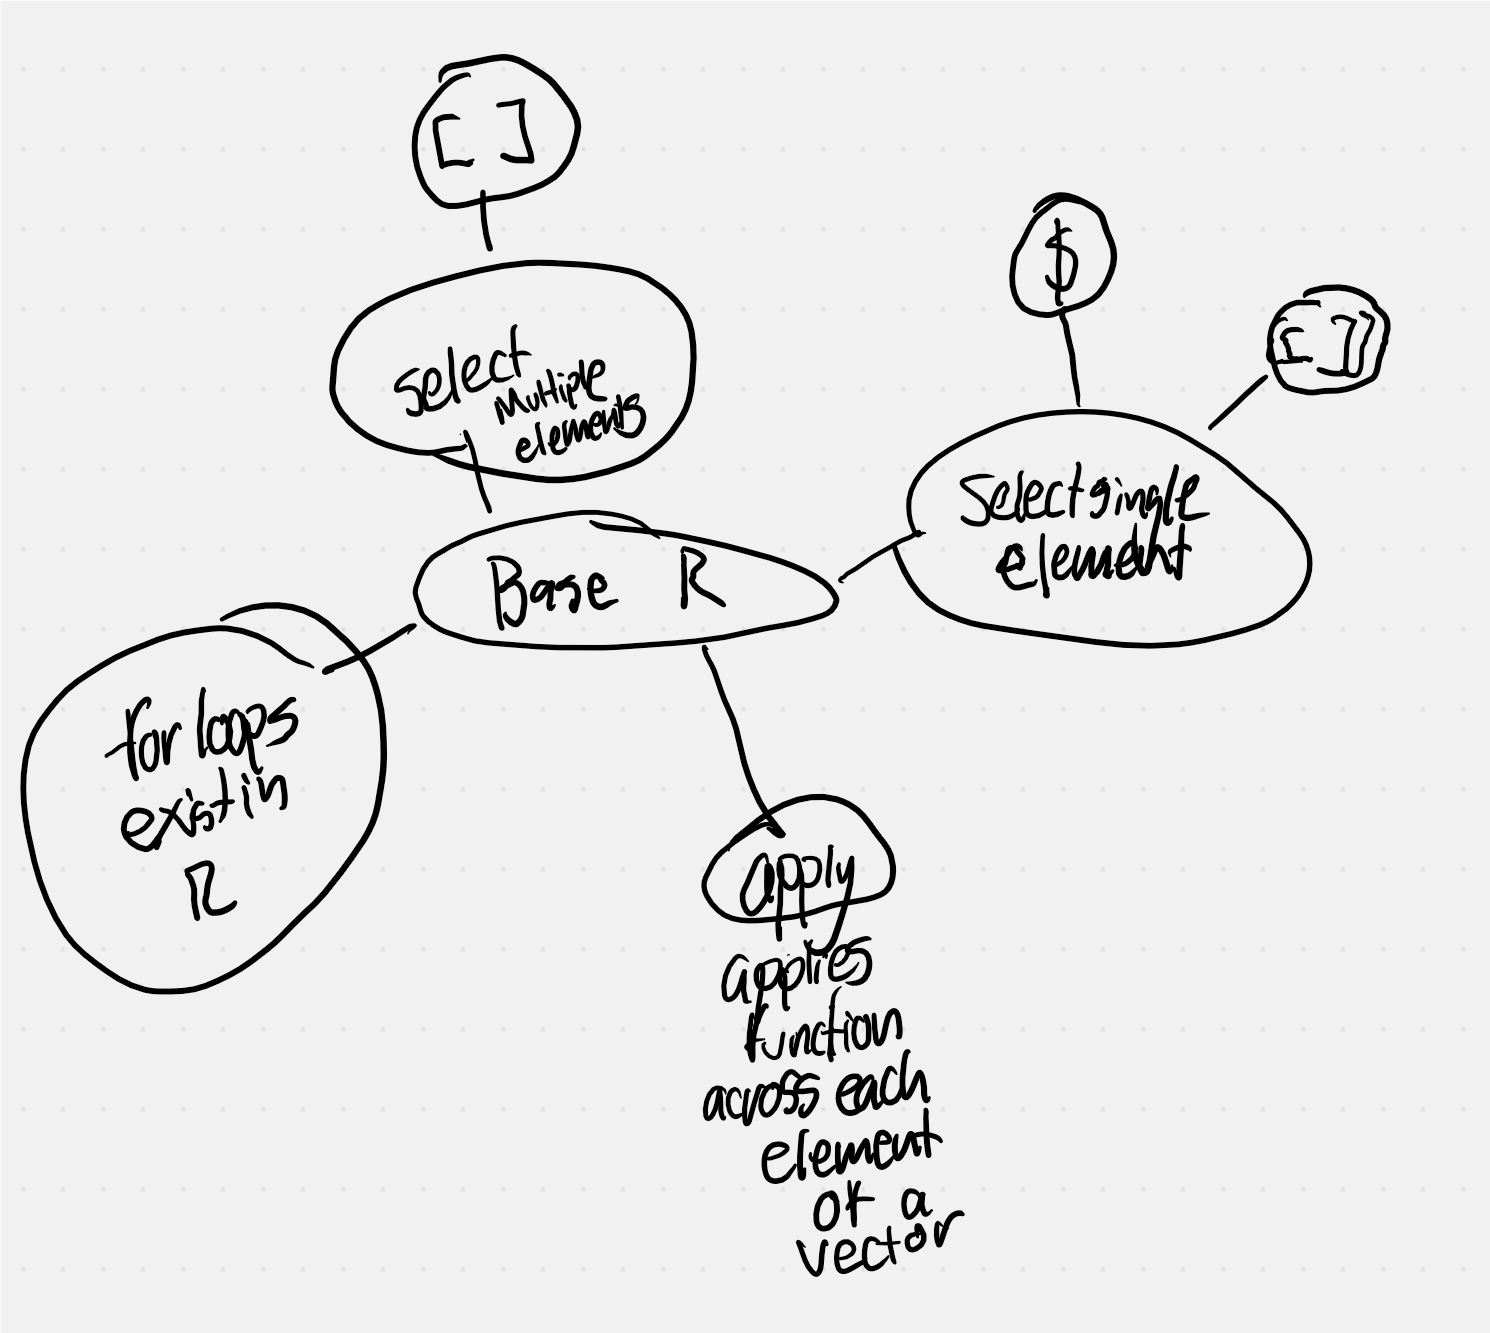 [ ]
$
[ ]]
select
Multiple
elements
Select single
element
Base R
for loops
exist in
R
apply
applies
function
across each
element
of a
vector